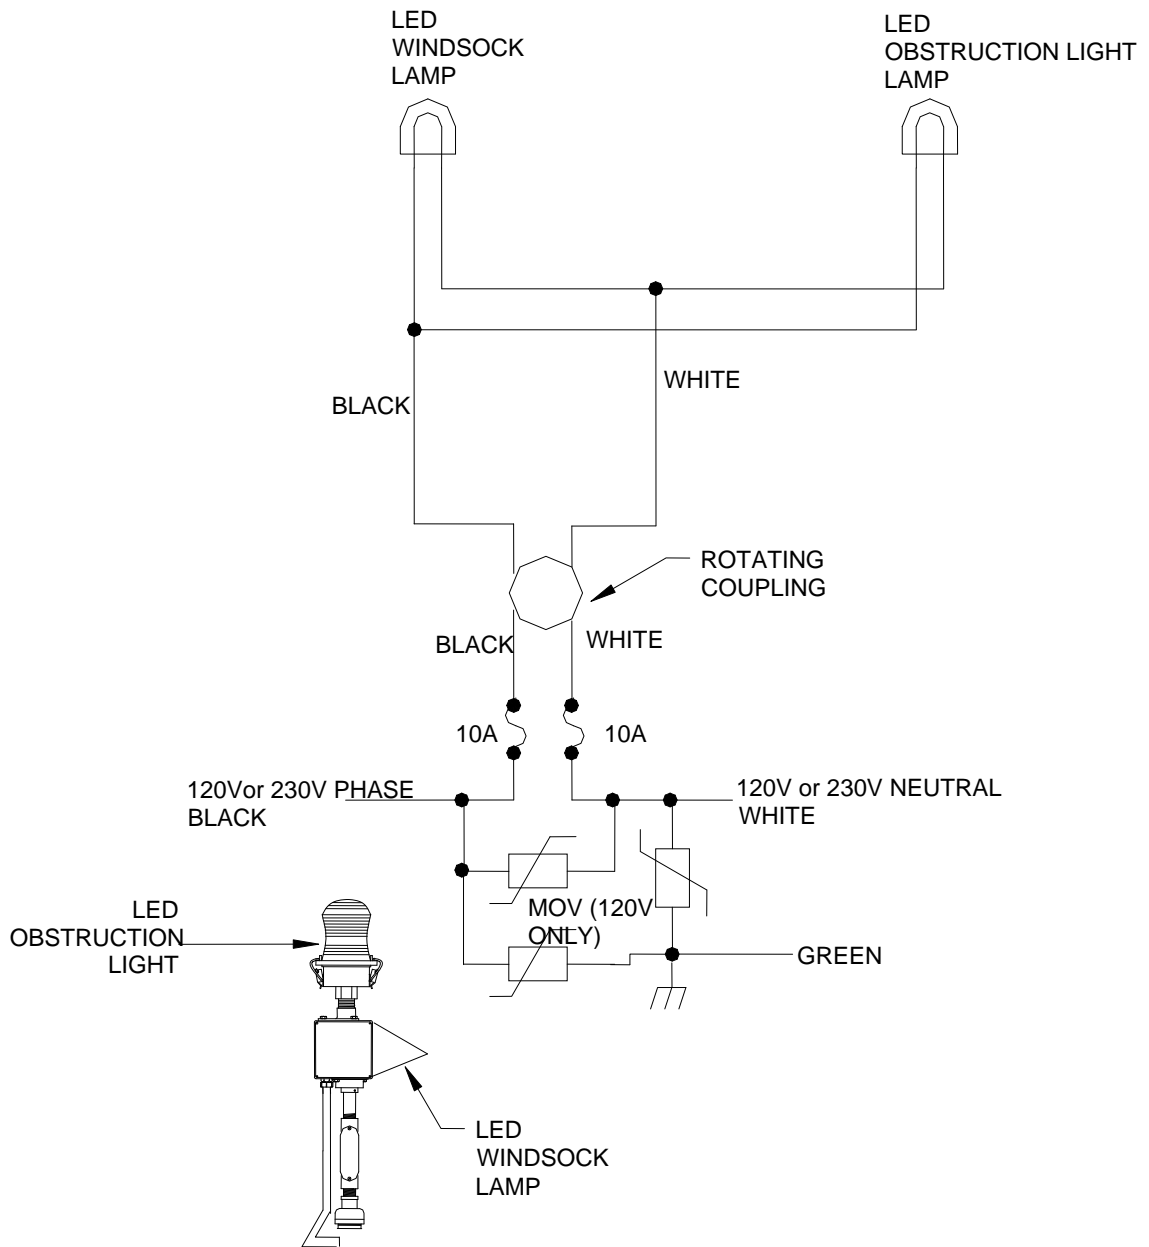 LED
WINDSOCK
LAMP
LED
OBSTRUCTION LIGHT
LAMP
WHITE
BLACK
ROTATING
COUPLING
BLACK
WHITE
10A
10A
120Vor 230V PHASE
BLACK
120V or 230V NEUTRAL
WHITE
MOV (120V
ONLY)
LED
OBSTRUCTION
LIGHT
GREEN
LED
WINDSOCK
LAMP